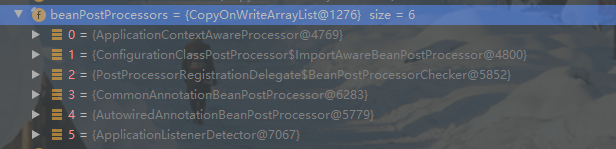 beanPostProcessors = {CopyOnWriteArrayList@1276} size = 6
0 = {ApplicationContextAwareProcessor@4769}
1 = {ConfigurationClassPostProcessor$ImportAwareBeanPostProcessor@4800}
2 = {PostProcessorRegistrationDelegate$BeanPostProcessorChecker@5852}
3 = {CommonAnnotationBeanPostProcessor@6283}
4 = {AutowiredAnnotationBeanPostProcessor@5779}
5 = {ApplicationListenerDetector@7067}